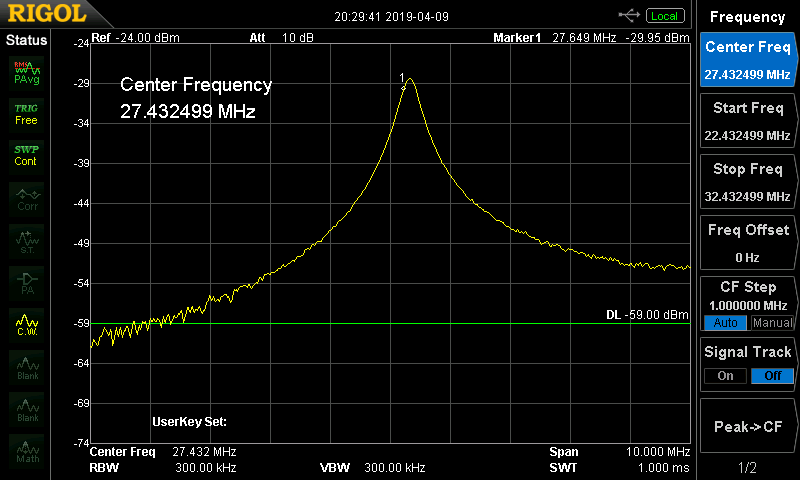 RIGOL
20:29:41 2019-04-09
Local
Status
Ref -24.00 dBm
Att 10 dB
Marker1 27.649 MHz -29.95 dBm
RMS
PAvg
TRIG
Free
SWP
Cont
Corr
S.T.
PA
C.W.
Blank
Blank
Math
-24
-29
-34
-39
-44
-49
-54
-59
-64
-69
-74
Center Frequency
27.432499 MHz
1
DL -59.00 dBm
UserKey Set:
Center Freq 27.432 MHz
Span 10.000 MHz
RBW 300.00 kHz
VBW 300.00 kHz
SWT 1.000 ms
Frequency
Center Freq
27.432499 MHz
Start Freq
22.432499 MHz
Stop Freq
32.432499 MHz
Freq Offset
0 Hz
CF Step
1.000000 MHz
Auto Manual
Signal Track
On Off
Peak->CF
1/2